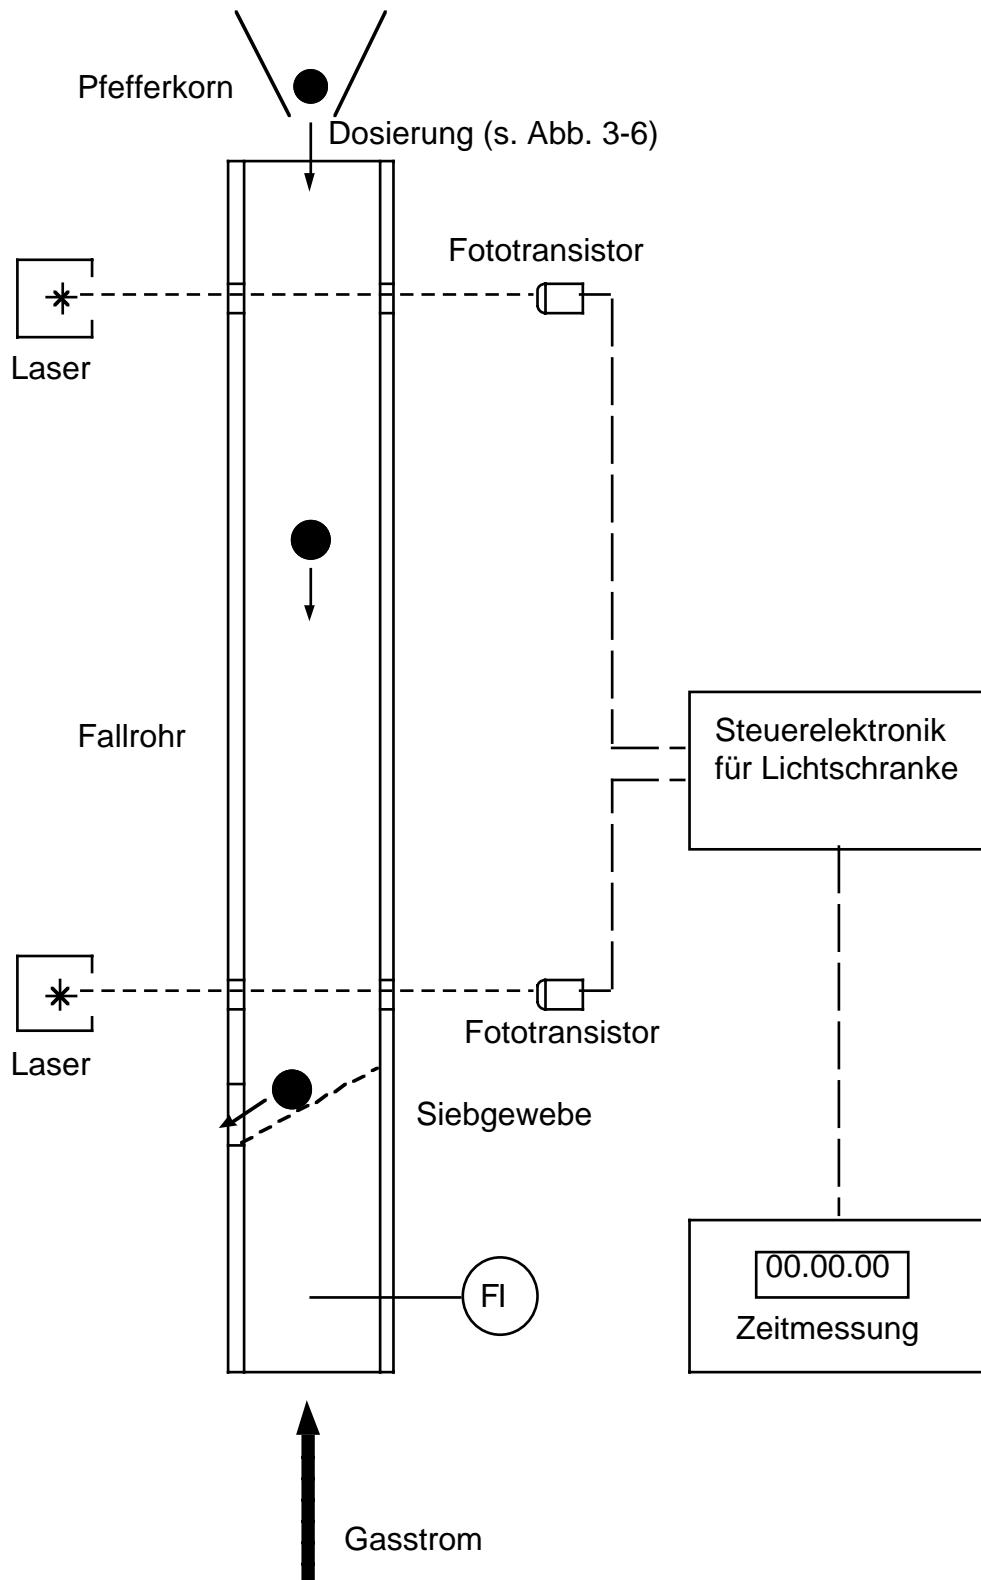 Pfefferkorn
Dosierung (s. Abb. 3-6)
Fototransistor
Laser
Fallrohr
Steuerelektronik
für Lichtschranke
Fototransistor
Laser
Siebgewebe
FI
00.00.00
Zeitmessung
Gasstrom